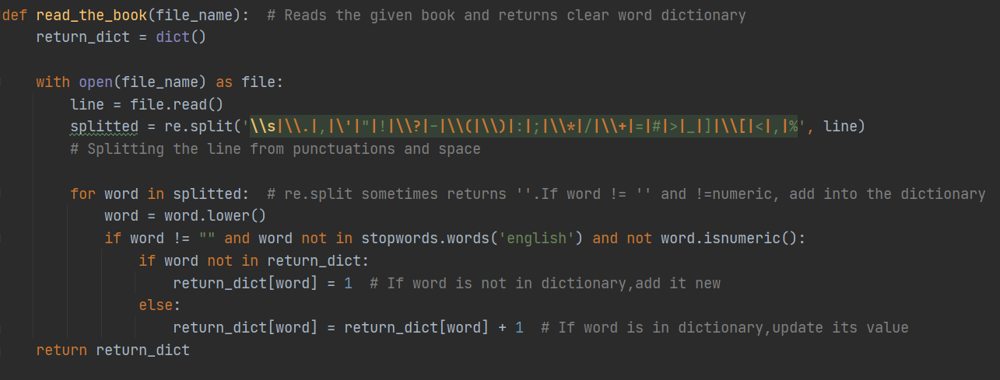 def read_the_book(file_name):  # Reads the given book and returns clear word dictionary
    return_dict = dict()

    with open(file_name) as file:
        line = file.read()
        splitted = re.split('\\s|\\.|,|\'|"|!|\\?|-|\\(|\\)|:|;|\\*|/|\\+|=|#|>|_|]|\\[|<|,|%', line)
        # Splitting the line from punctuations and space

        for word in splitted:  # re.split sometimes returns ''.If word != '' and !=numeric, add into the dictionary
            word = word.lower()
            if word != "" and word not in stopwords.words('english') and not word.isnumeric():
                if word not in return_dict:
                    return_dict[word] = 1  # If word is not in dictionary,add it new
                else:
                    return_dict[word] = return_dict[word] + 1  # If word is in dictionary,update its value
    return return_dict